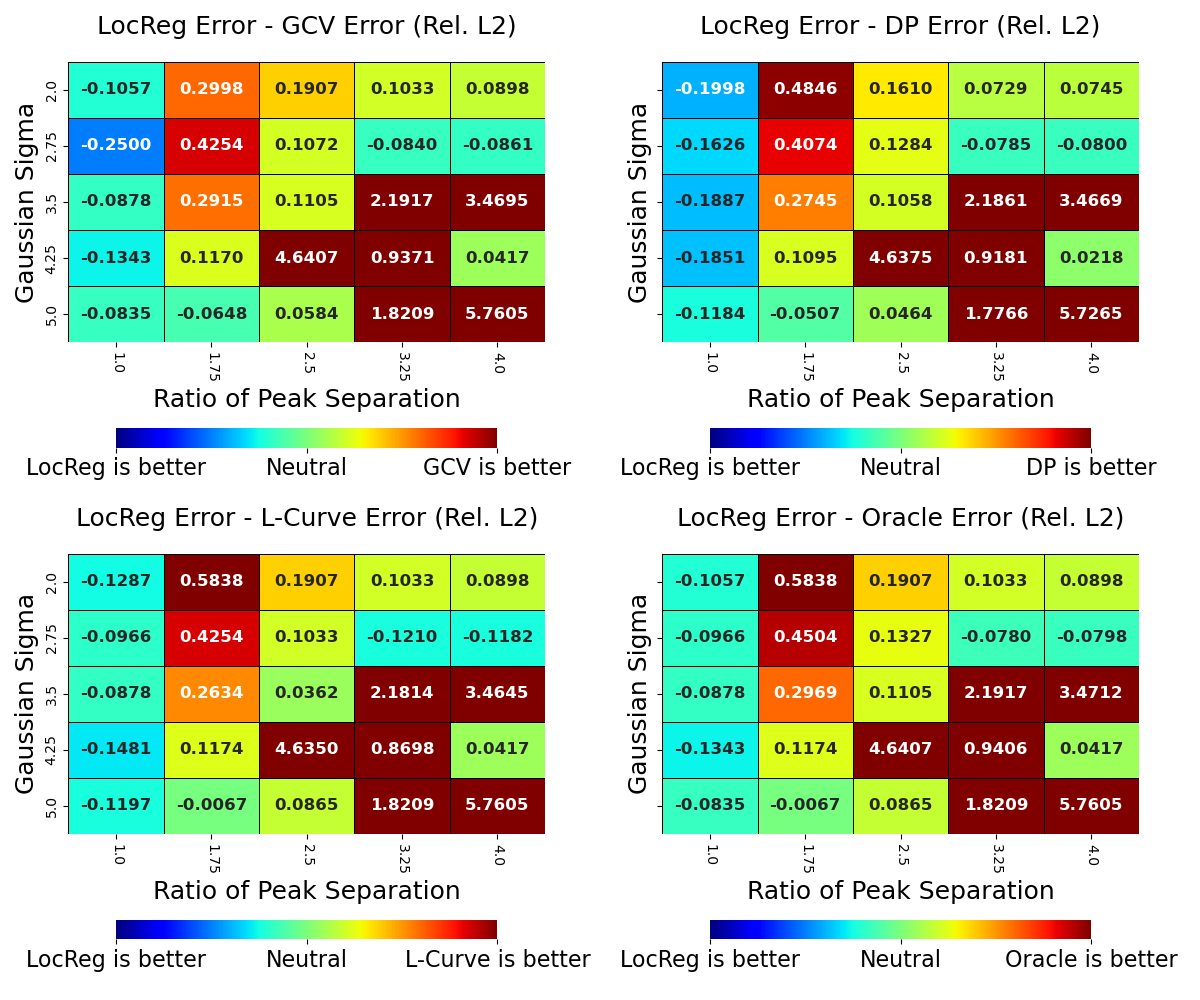 LocReg Error - GCV Error (Rel. L2)
Gaussian Sigma
2.0 -0.1057 0.2998 0.1907 0.1033 0.0898
2.75 -0.2500 0.4254 0.1072 -0.0840 -0.0861
3.5 -0.0878 0.2915 0.1105 2.1917 3.4695
4.25 -0.1343 0.1170 4.6407 0.9371 0.0417
5.0 -0.0835 -0.0648 0.0584 1.8209 5.7605
1.0 1.75 2.5 3.25 4.0
Ratio of Peak Separation
LocReg is better Neutral GCV is better
LocReg Error - DP Error (Rel. L2)
Gaussian Sigma
-0.1998 0.4846 0.1610 0.0729 0.0745
-0.1626 0.4074 0.1284 -0.0785 -0.0800
-0.1887 0.2745 0.1058 2.1861 3.4669
-0.1851 0.1095 4.6375 0.9181 0.0218
-0.1184 -0.0507 0.0464 1.7766 5.7265
1.0 1.75 2.5 3.25 4.0
Ratio of Peak Separation
LocReg is better Neutral DP is better
LocReg Error - L-Curve Error (Rel. L2)
Gaussian Sigma
2.0 -0.1287 0.5838 0.1907 0.1033 0.0898
2.75 -0.0966 0.4254 0.1033 -0.1210 -0.1182
3.5 -0.0878 0.2634 0.0362 2.1814 3.4645
4.25 -0.1481 0.1174 4.6350 0.8698 0.0417
5.0 -0.1197 -0.0067 0.0865 1.8209 5.7605
1.0 1.75 2.5 3.25 4.0
Ratio of Peak Separation
LocReg is better Neutral L-Curve is better
LocReg Error - Oracle Error (Rel. L2)
Gaussian Sigma
-0.1057 0.5838 0.1907 0.1033 0.0898
-0.0966 0.4504 0.1327 -0.0780 -0.0798
-0.0878 0.2969 0.1105 2.1917 3.4712
-0.1343 0.1174 4.6407 0.9406 0.0417
-0.0835 -0.0067 0.0865 1.8209 5.7605
1.0 1.75 2.5 3.25 4.0
Ratio of Peak Separation
LocReg is better Neutral Oracle is better